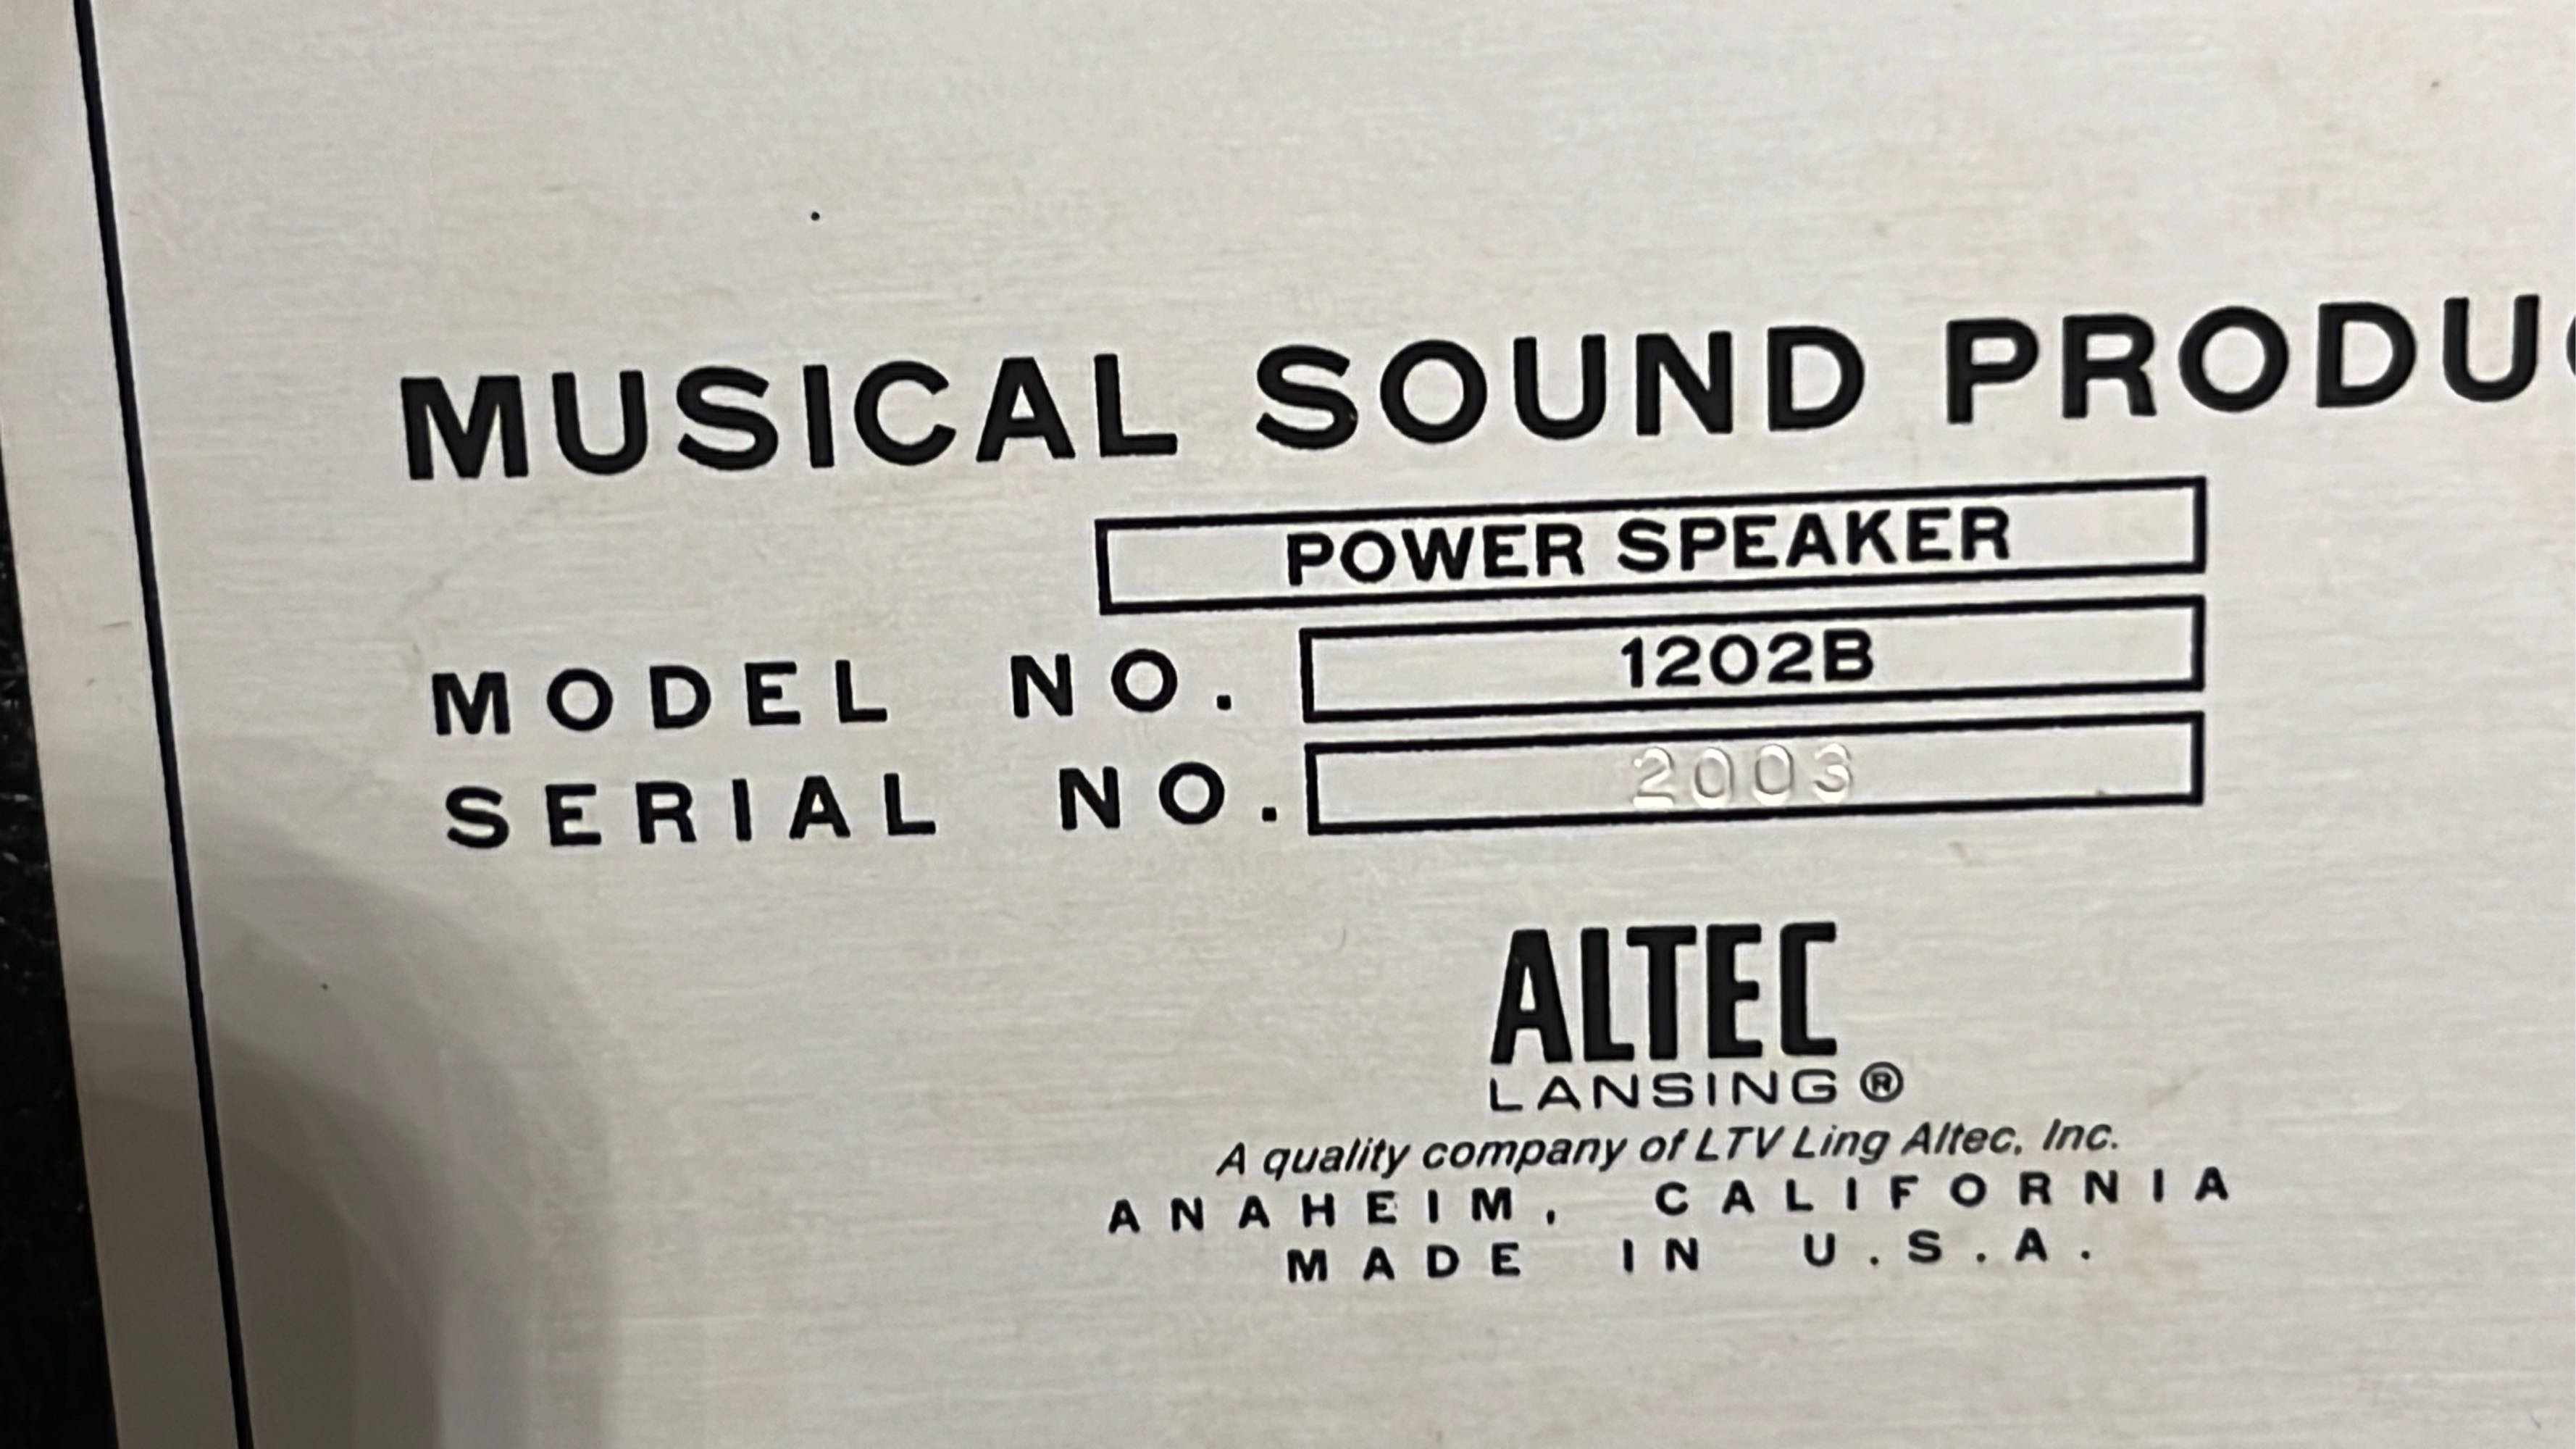 MUSICAL SOUND PRODU
POWER SPEAKER
MODEL NO. 1202B
SERIAL NO. 2003
ALTEC
LANSING ®
A quality company of LTV Ling Altec, Inc.
ANAHEIM, CALIFORNIA
MADE IN U.S.A.